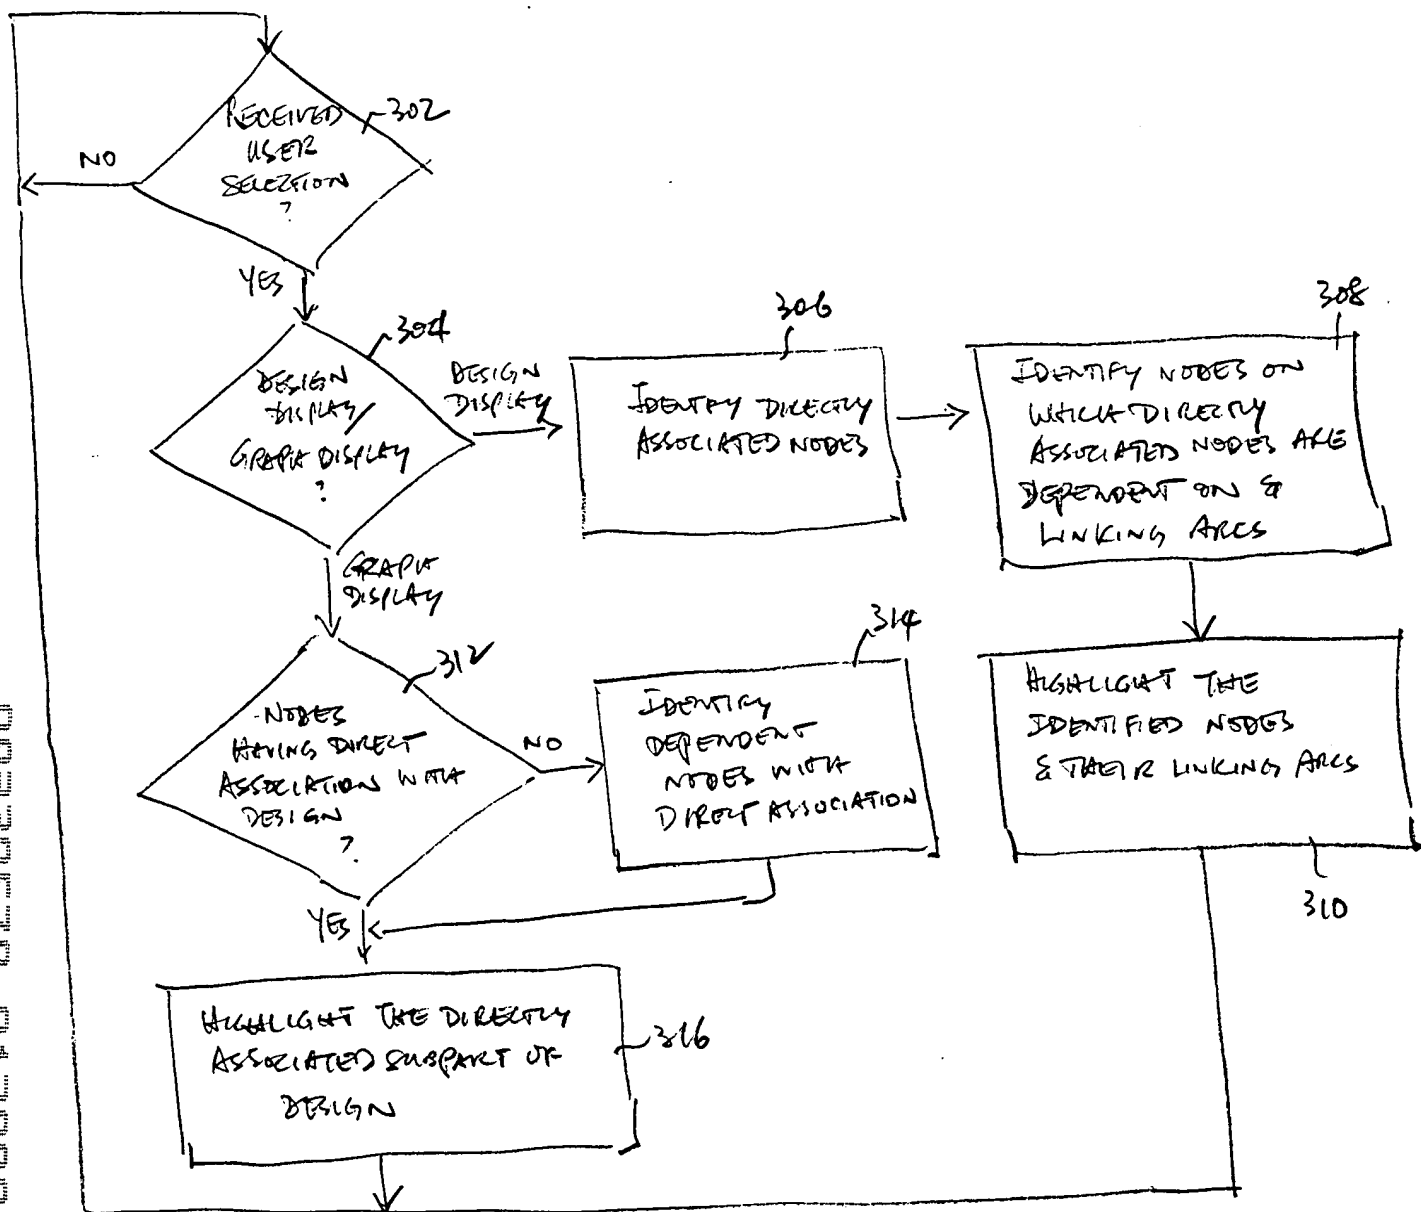 302
RECEIVED
USER
SELECTION
?
NO
YES
304
DESIGN
DISPLAY/
GRAPH DISPLAY
?
DESIGN
DISPLAY
306
IDENTIFY DIRECTLY
ASSOCIATED NODES
308
IDENTIFY NODES ON
WHICH DIRECTLY
ASSOCIATED NODES ARE
DEPENDENT ON &
LINKING ARCS
GRAPH
DISPLAY
312
NODES
HAVING DIRECT
ASSOCIATION WITH
DESIGN
?
NO
314
IDENTIFY
DEPENDENT
NODES WITH
DIRECT ASSOCIATION
HIGHLIGHT THE
IDENTIFIED NODES
& THEIR LINKING ARCS
310
YES
HIGHLIGHT THE DIRECTLY
ASSOCIATED SUBPART OF
DESIGN
316